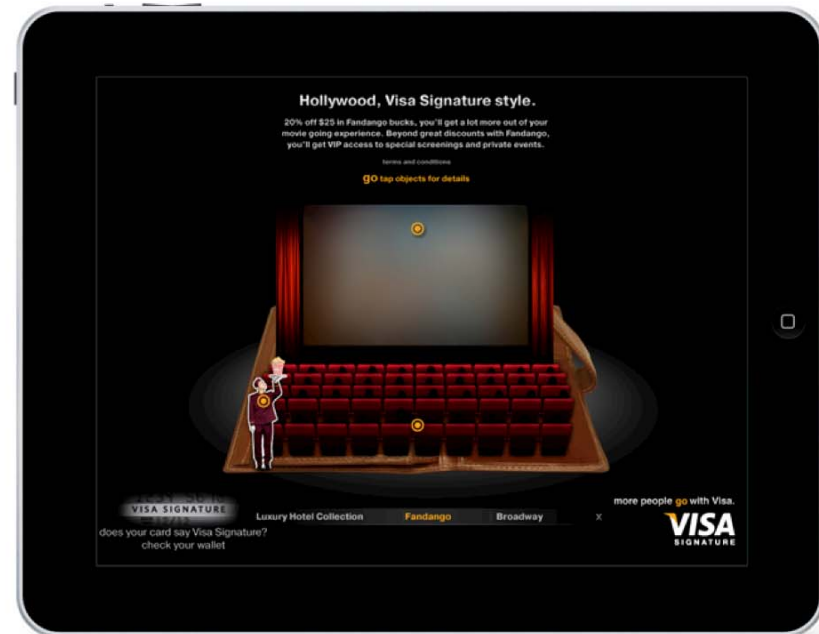 Hollywood, Visa Signature style.
20% off $25 in Fandango bucks, you'll get a lot more out of your
movie going experience. Beyond great discounts with Fandango,
you'll get VIP access to special screenings and private events.
terms and conditions
go tap objects for details
more people go with Visa.
VISA SIGNATURE
Luxury Hotel Collection Fandango Broadway x
VISA
SIGNATURE
does your card say Visa Signature?
check your wallet